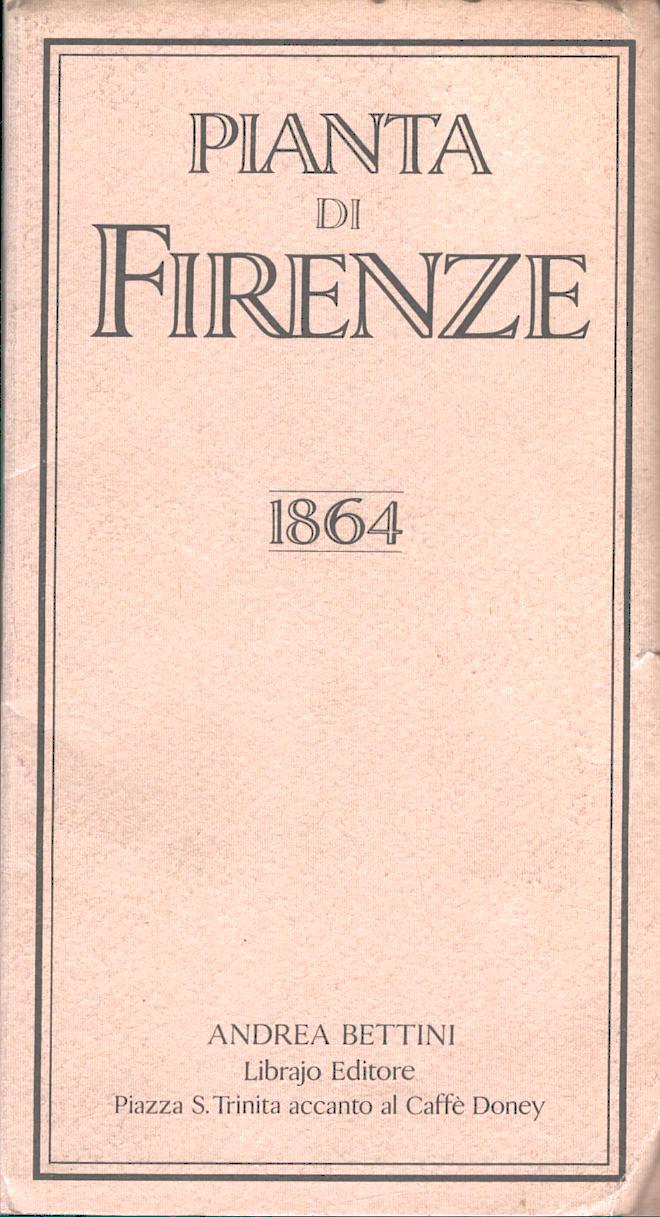 PIANTA
DI
FIRENZE
1864
ANDREA BETTINI
Librajo Editore
Piazza S. Trinita accanto al Caffè Doney